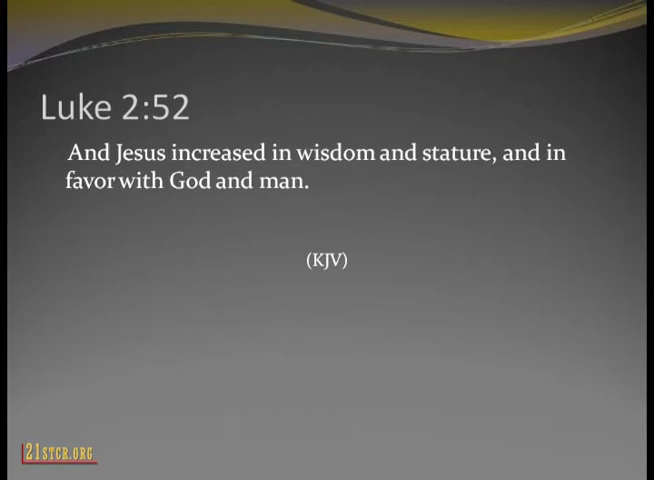 Luke 2:52
And Jesus increased in wisdom and stature, and in
favor with God and man.
(KJV)
21STCR.ORG